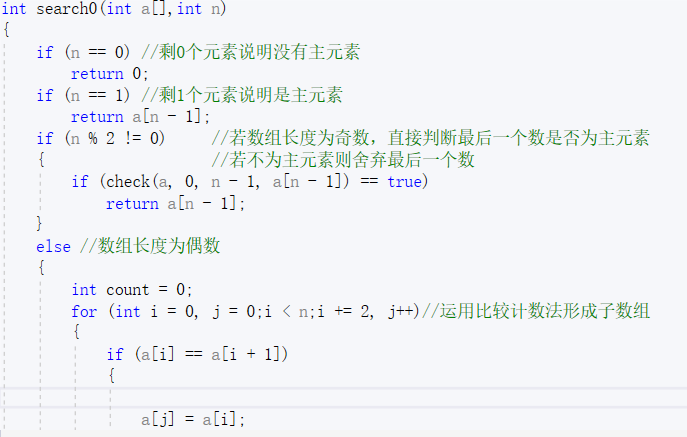 int search0(int a[],int n)
{
if (n == 0) //剩0个元素说明没有主元素
return 0;
if (n == 1) //剩1个元素说明是主元素
return a[n - 1];
if (n % 2 != 0) //若数组长度为奇数，直接判断最后一个数是否为主元素
{ //若不为主元素则舍弃最后一个数
if (check(a, 0, n - 1, a[n - 1]) == true)
return a[n - 1];
}
else //数组长度为偶数
{
int count = 0;
for (int i = 0, j = 0;i < n;i += 2, j++)//运用比较计数法形成子数组
{
if (a[i] == a[i + 1])
{
a[j] = a[i];